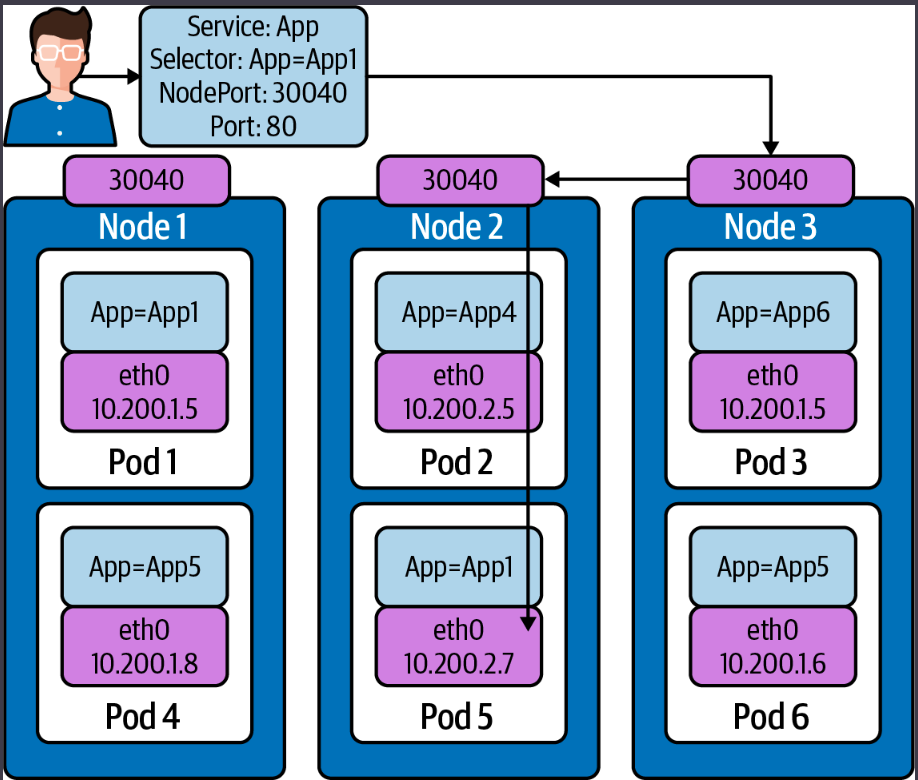 Service: App
Selector: App=App1
NodePort: 30040
Port: 80
30040
30040
30040
Node 1
Node 2
Node 3
App=App1
eth0
10.200.1.5
Pod 1
App=App4
eth0
10.200.2.5
Pod 2
App=App6
eth0
10.200.1.5
Pod 3
App=App5
eth0
10.200.1.8
Pod 4
App=App1
eth0
10.200.2.7
Pod 5
App=App5
eth0
10.200.1.6
Pod 6